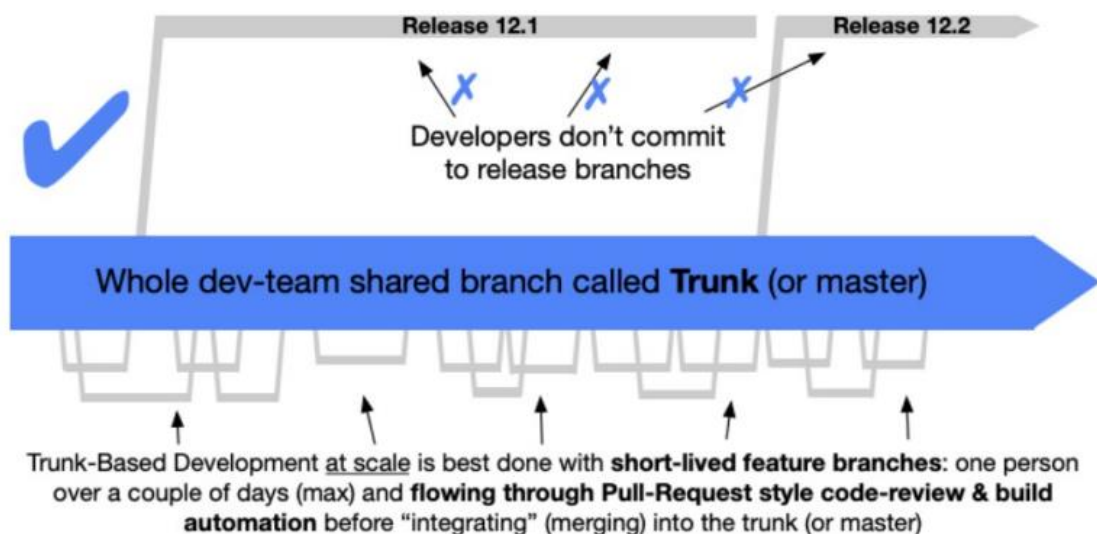 Release 12.1
Release 12.2
Developers don’t commit
to release branches
Whole dev-team shared branch called Trunk (or master)
Trunk-Based Development at scale is best done with short-lived feature branches: one person
over a couple of days (max) and flowing through Pull-Request style code-review & build
automation before “integrating” (merging) into the trunk (or master)